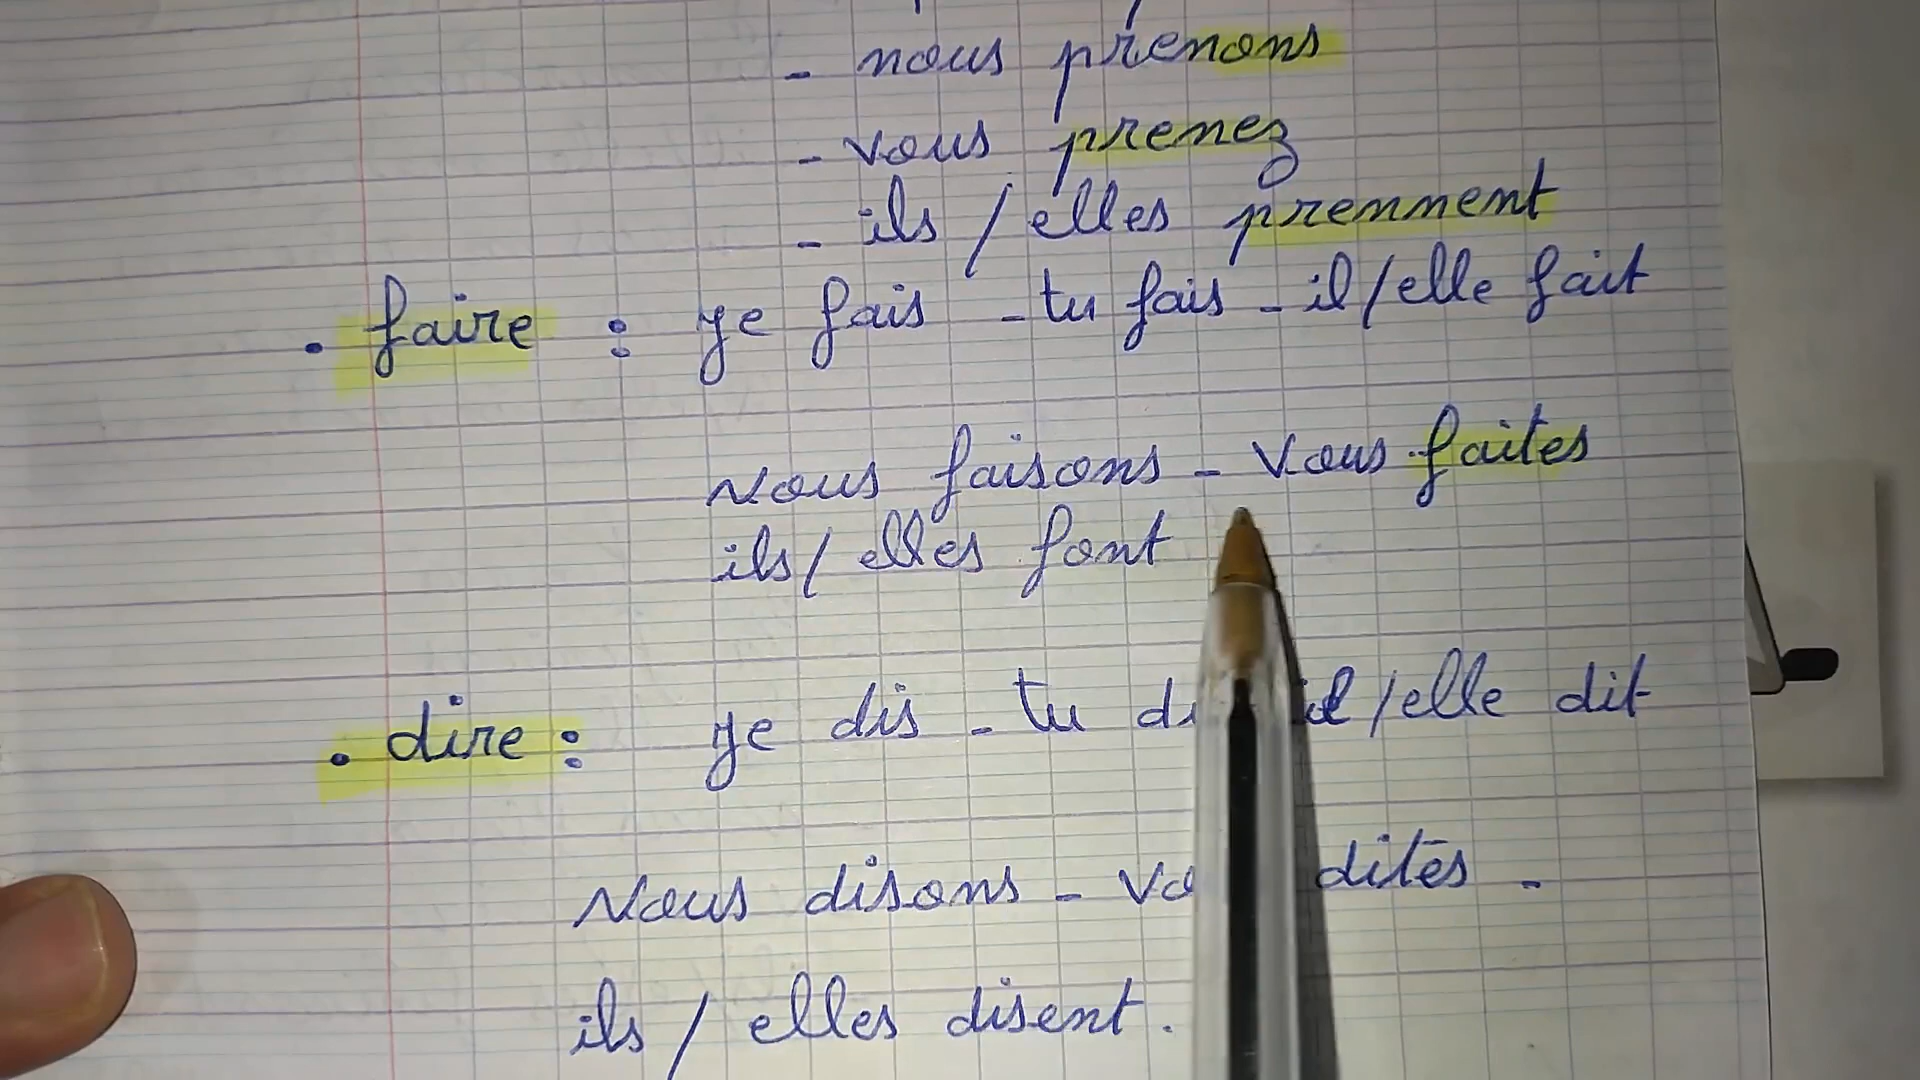 - nous prenons
- vous prenez
- ils / elles prennent
. faire : je fais - tu fais - il / elle fait
Nous faisons - Vous faites
ils / elles font
. dire : je dis - tu il / elle dit
Nous disons - dites -
ils / elles disent.